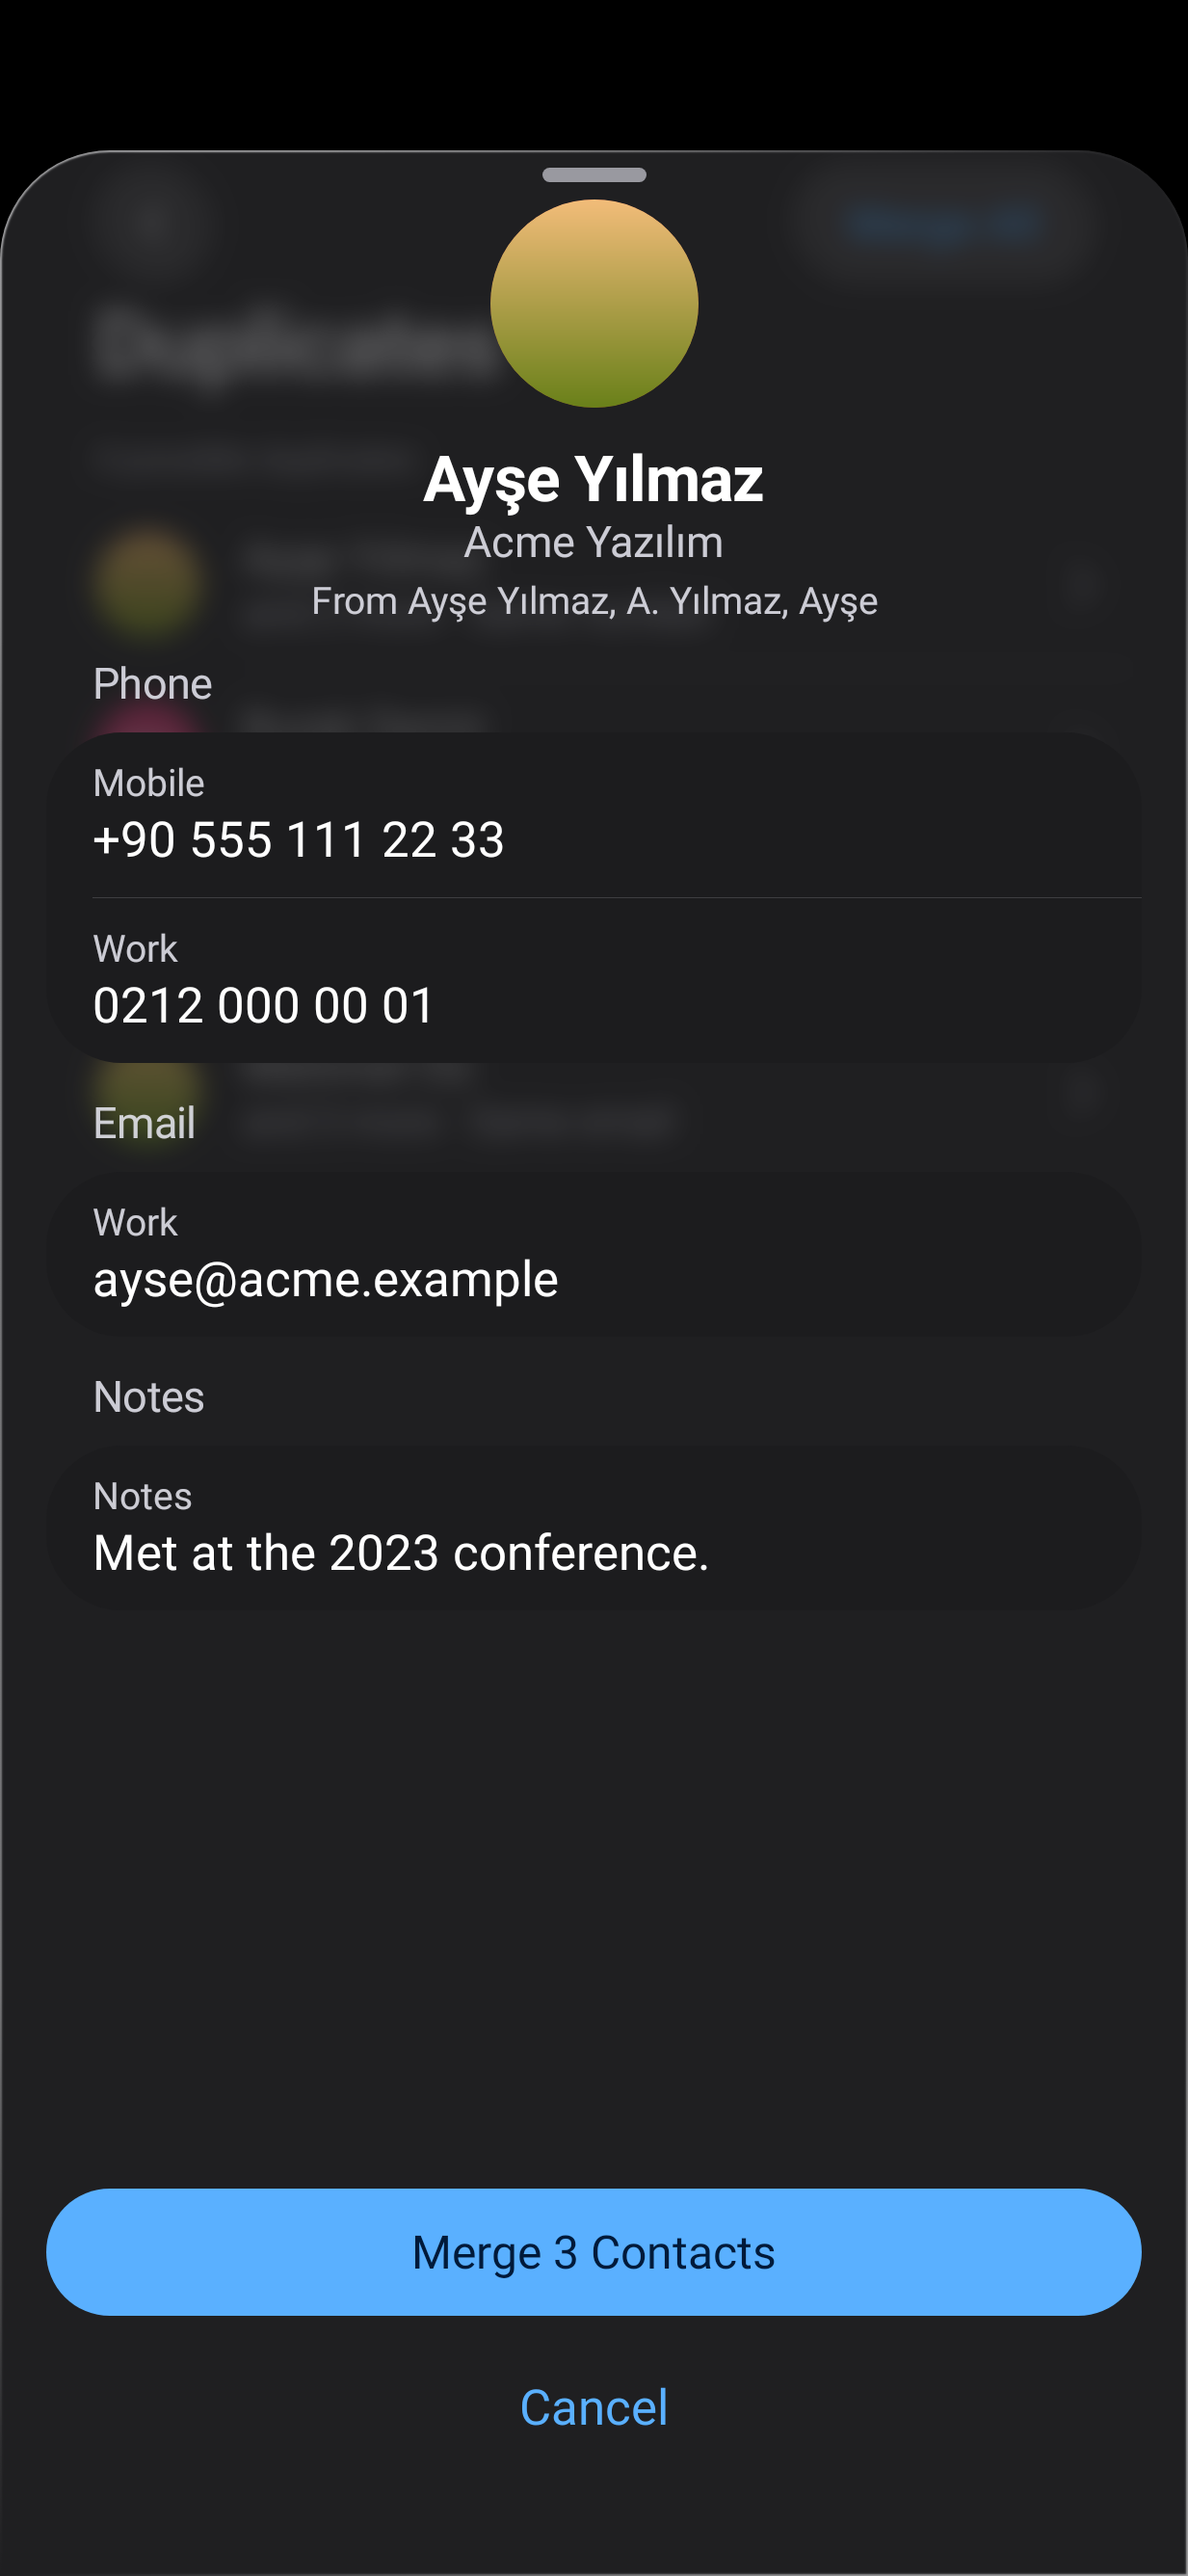 Duplicates
Ayşe Yılmaz
Acme Yazılım
From Ayşe Yılmaz, A. Yılmaz, Ayşe
Phone
Mobile
+90 555 111 22 33
Work
0212 000 00 01
Email
Work
ayse@acme.example
Notes
Notes
Met at the 2023 conference.
Merge 3 Contacts
Cancel